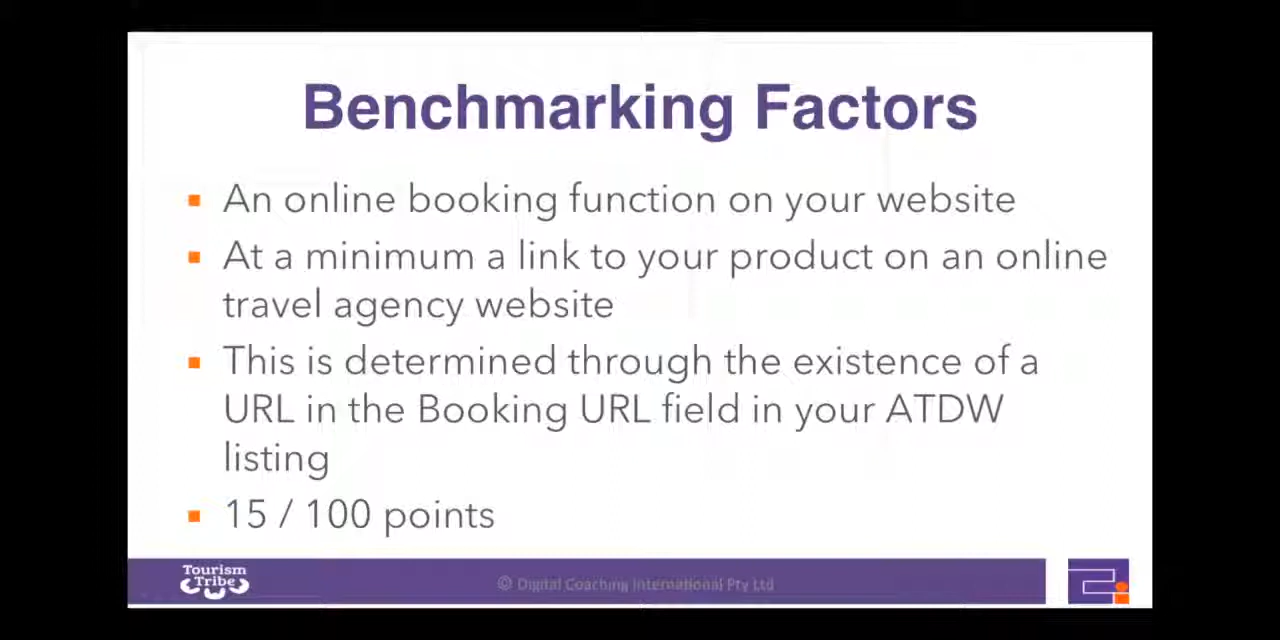 Benchmarking Factors
An online booking function on your website
At a minimum a link to your product on an online
travel agency website
This is determined through the existence of a
URL in the Booking URL field in your ATDW
listing
15 / 100 points
Tourism
Tribe
© Digital Coaching International Pty Ltd